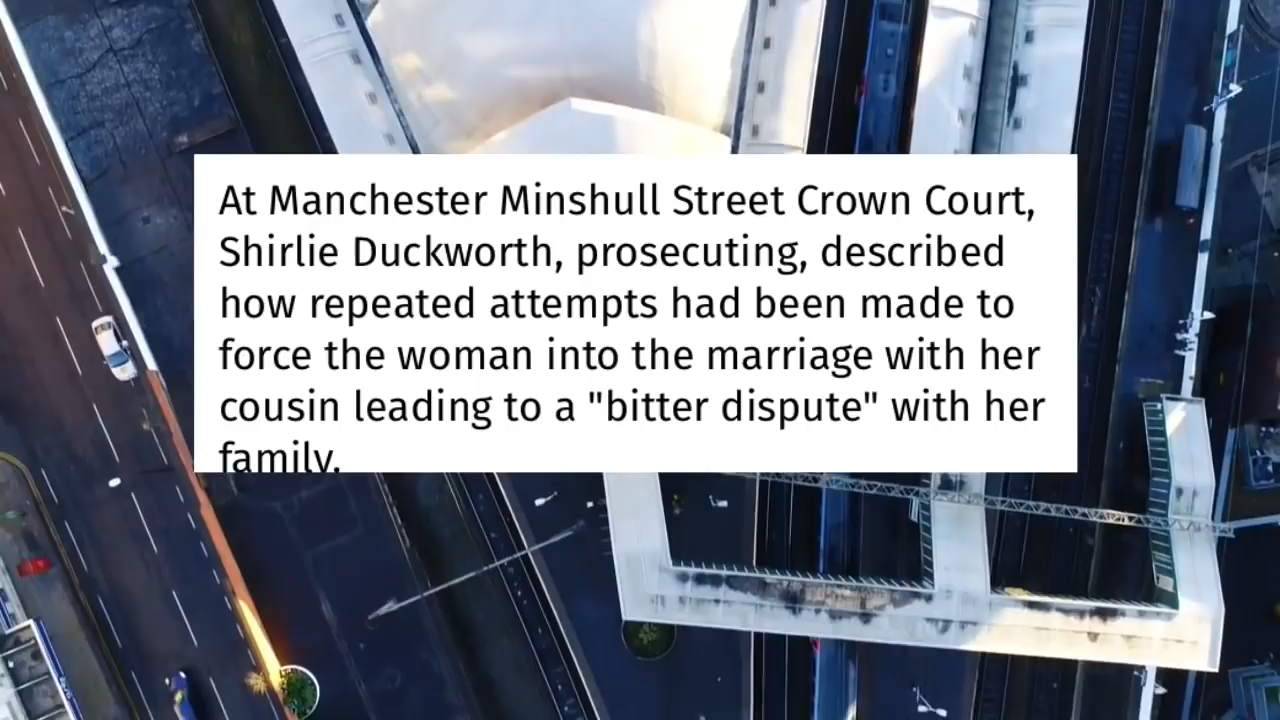 At Manchester Minshull Street Crown Court,
Shirlie Duckworth, prosecuting, described
how repeated attempts had been made to
force the woman into the marriage with her
cousin leading to a "bitter dispute" with her
family.